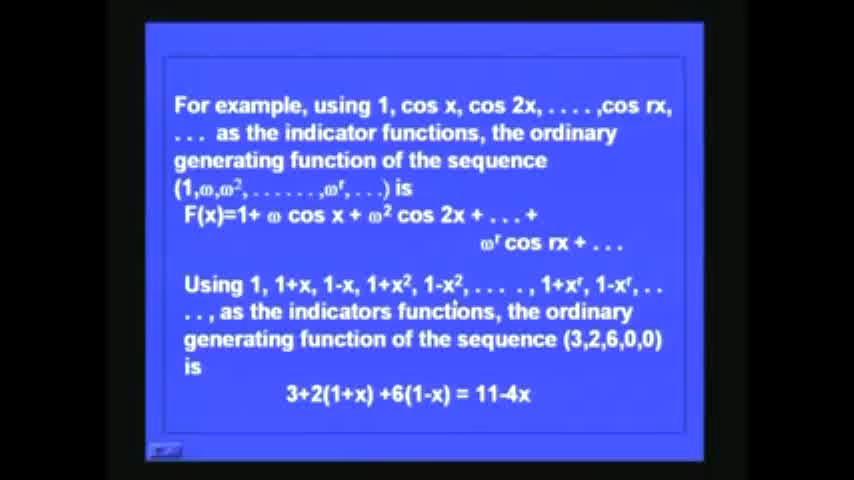 For example, using 1, cos x, cos 2x, . . . . ,cos rx,
. . . as the indicator functions, the ordinary
generating function of the sequence
(1,ω,ω²,. . . . . . ,ωʳ,. . .) is
F(x)=1+ ω cos x + ω² cos 2x + . . . +
ωʳ cos rx + . . .
Using 1, 1+x, 1-x, 1+x², 1-x², . . . . , 1+xʳ, 1-xʳ, . .
. . , as the indicators functions, the ordinary
generating function of the sequence (3,2,6,0,0)
is
3+2(1+x) +6(1-x) = 11-4x